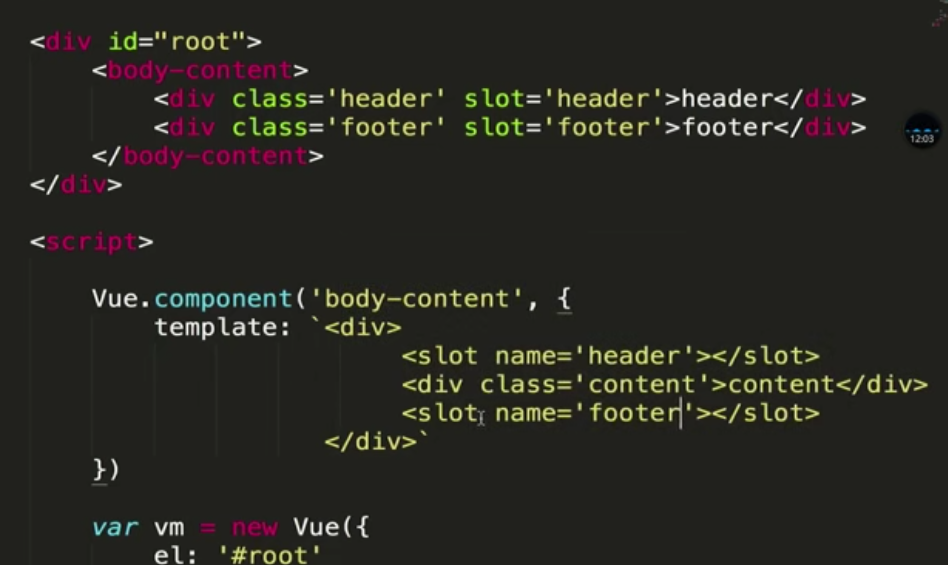 <div id="root">
<body-content>
<div class='header' slot='header'>header</div>
<div class='footer' slot='footer'>footer</div>
</body-content>
</div>
<script>
Vue.component('body-content', {
template: `<div>
<slot name='header'></slot>
<div class='content'>content</div>
<slot name='footer'></slot>
</div>`
})
var vm = new Vue({
el: '#root'
12:03